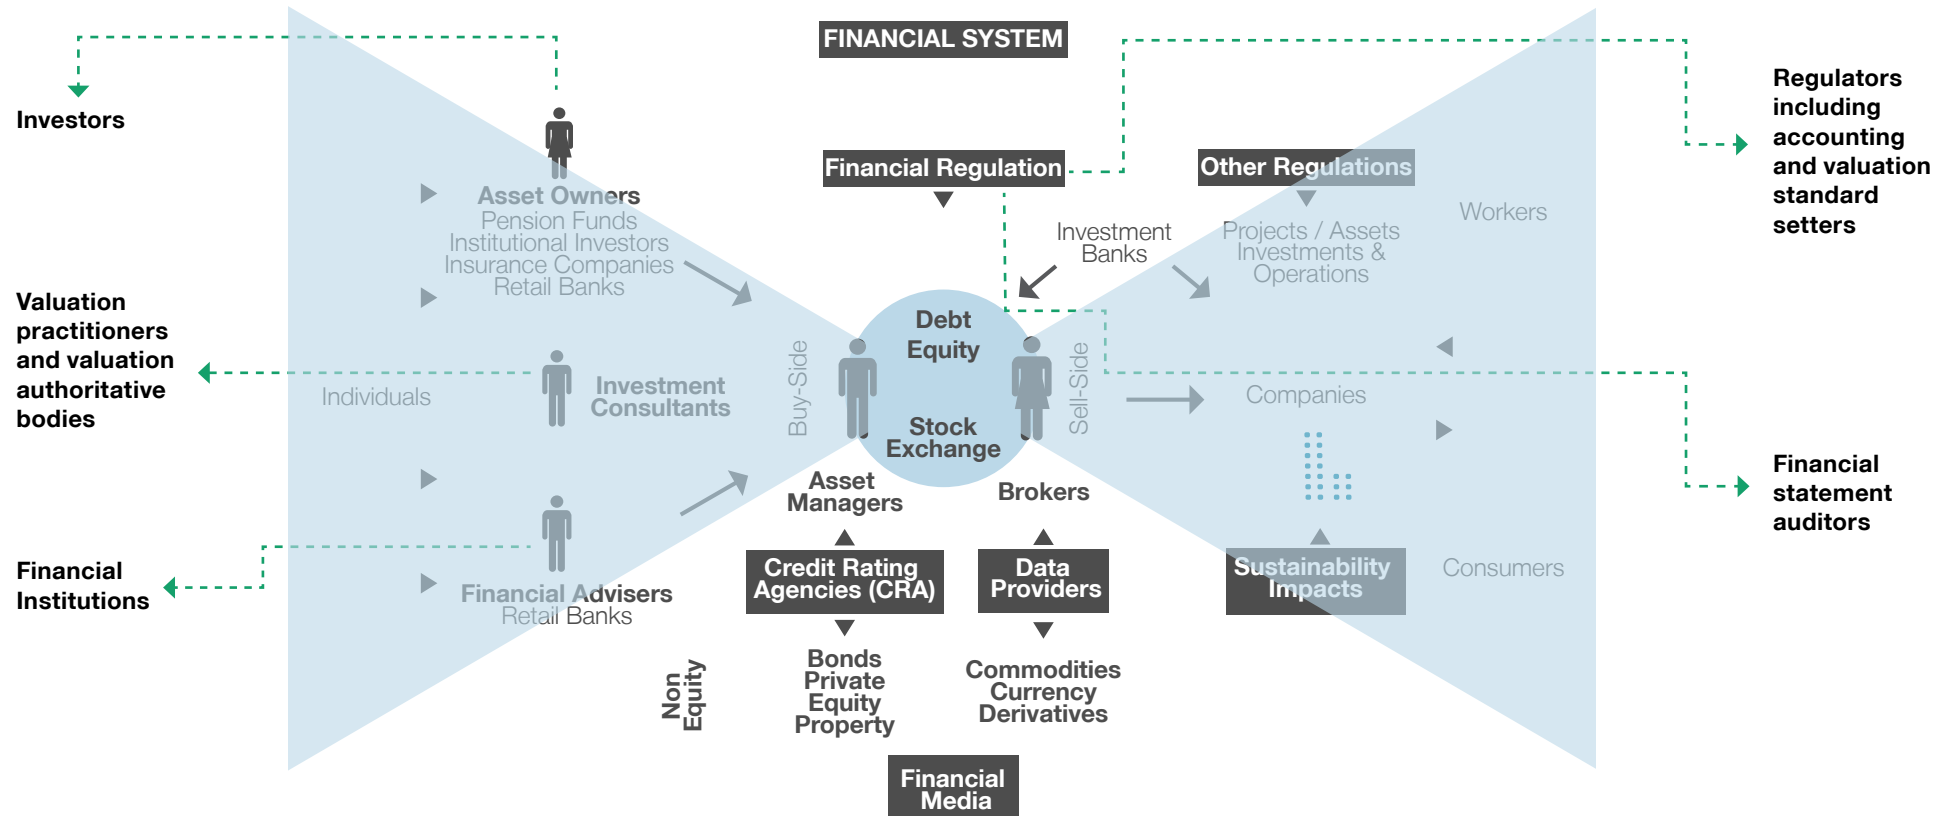 FINANCIAL SYSTEM
Investors
Regulators
including
accounting
and valuation
standard
setters
Financial Regulation
Other Regulations
Asset Owners
Pension Funds
Institutional Investors
Insurance Companies
Retail Banks
Investment
Banks
Projects / Assets
Investments &
Operations
Workers
Valuation
practitioners
and valuation
authoritative
bodies
Individuals
Investment
Consultants
Buy-Side
Debt
Equity
Stock
Exchange
Sell-Side
Companies
Asset
Managers
Brokers
Financial
statement
auditors
Financial
Institutions
Financial Advisers
Retail Banks
Credit Rating
Agencies (CRA)
Data
Providers
Sustainability
Impacts
Consumers
Non
Equity
Bonds
Private
Equity
Property
Commodities
Currency
Derivatives
Financial
Media